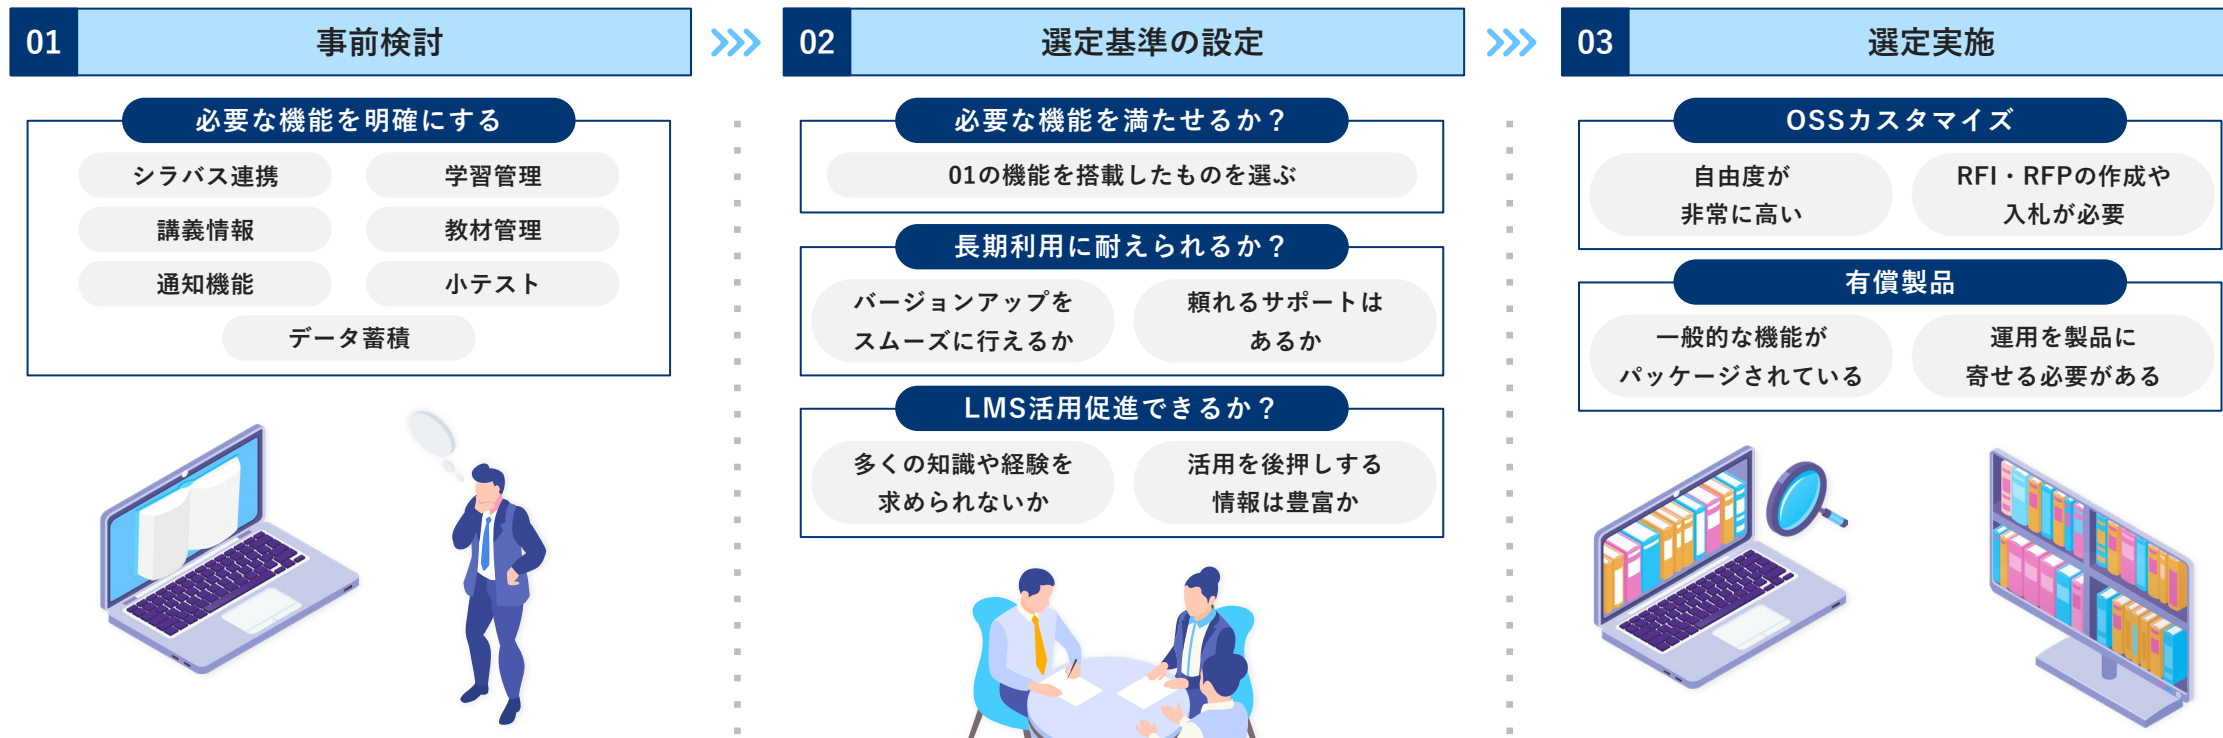 01
事前検討
必要な機能を明確にする
シラバス連携
学習管理
講義情報
教材管理
通知機能
小テスト
データ蓄積
02
選定基準の設定
必要な機能を満たせるか？
01の機能を搭載したものを選ぶ
長期利用に耐えられるか？
バージョンアップを
スムーズに行えるか
頼れるサポートは
あるか
LMS活用促進できるか？
多くの知識や経験を
求められないか
活用を後押しする
情報は豊富か
03
選定実施
OSSカスタマイズ
自由度が
非常に高い
RFI・RFPの作成や
入札が必要
有償製品
一般的な機能が
パッケージされている
運用を製品に
寄せる必要がある